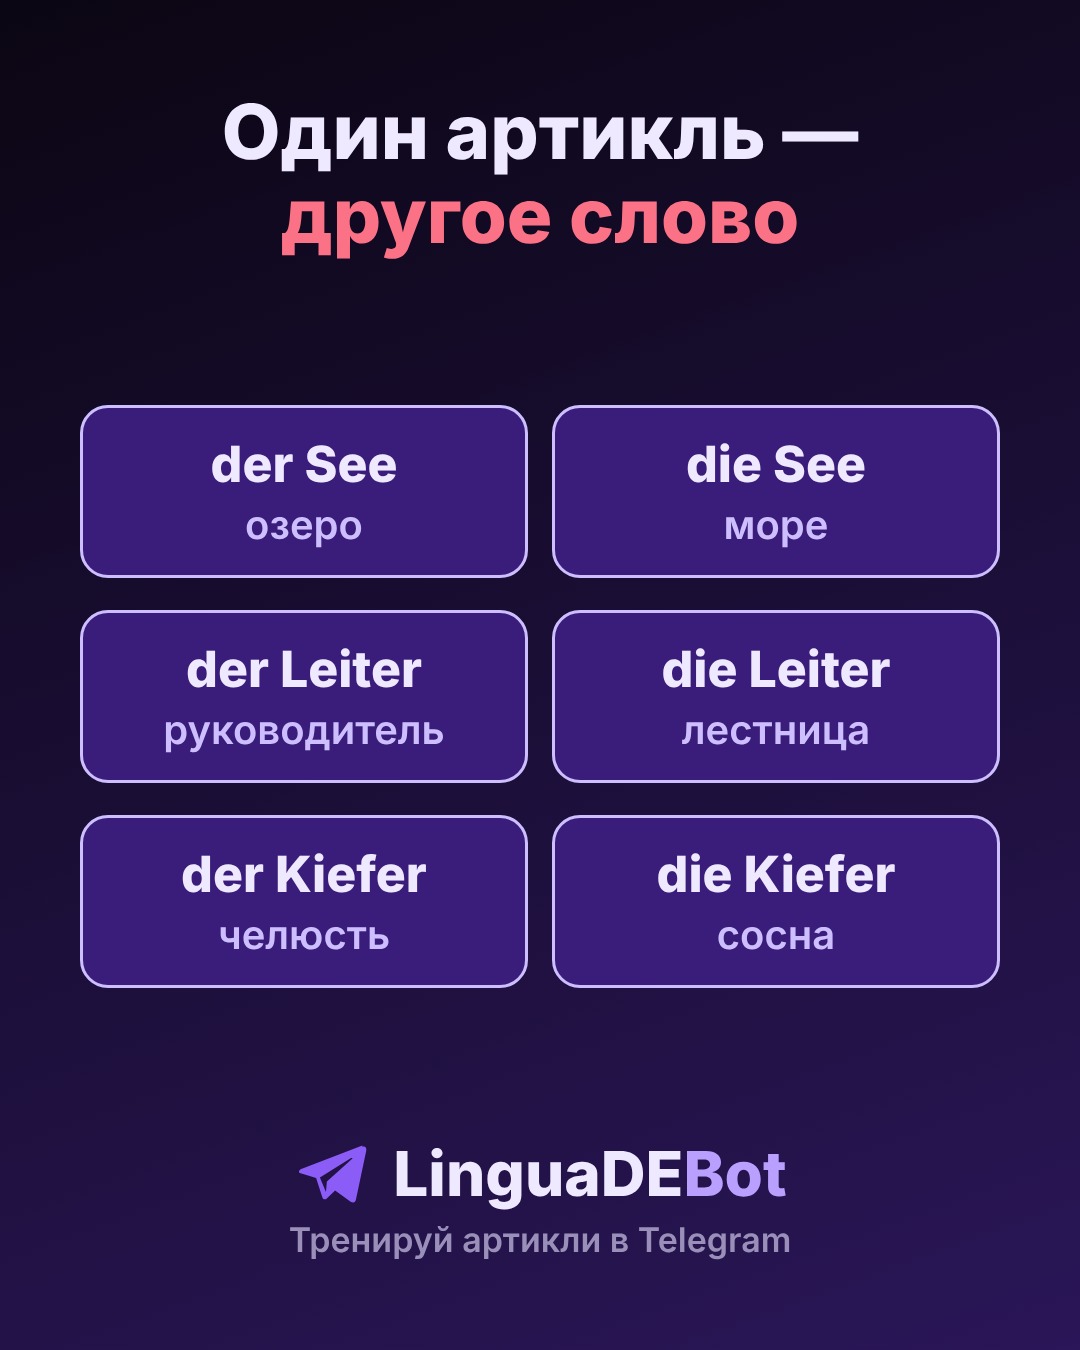 Один артикль —
другое слово
der See
озеро
die See
море
der Leiter
руководитель
die Leiter
лестница
der Kiefer
челюсть
die Kiefer
сосна
LinguaDEBot
Тренируй артикли в Telegram